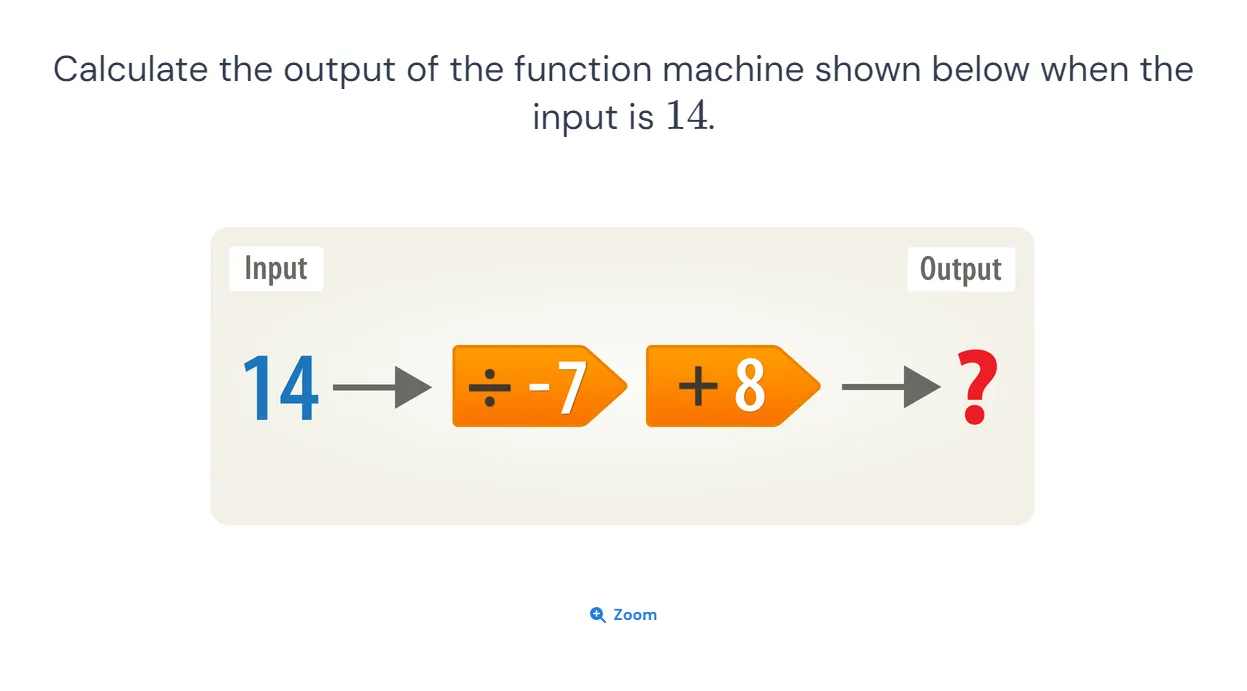 Calculate the output of the function machine shown below when the
input is 14.
Input
Output
14 ÷ -7 + 8 ?
Zoom